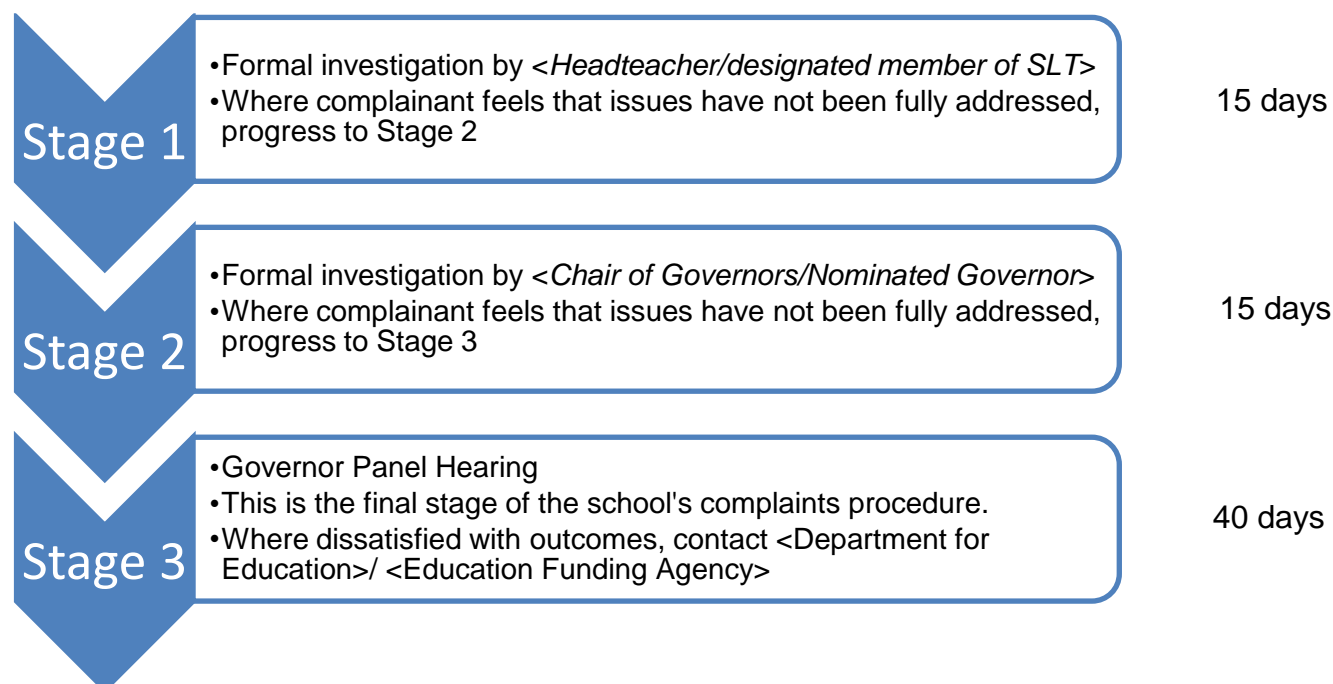 Stage 1
•Formal investigation by <Headteacher/designated member of SLT>
•Where complainant feels that issues have not been fully addressed,
progress to Stage 2
15 days
Stage 2
•Formal investigation by <Chair of Governors/Nominated Governor>
•Where complainant feels that issues have not been fully addressed,
progress to Stage 3
15 days
Stage 3
•Governor Panel Hearing
•This is the final stage of the school's complaints procedure.
•Where dissatisfied with outcomes, contact <Department for
Education>/ <Education Funding Agency>
40 days